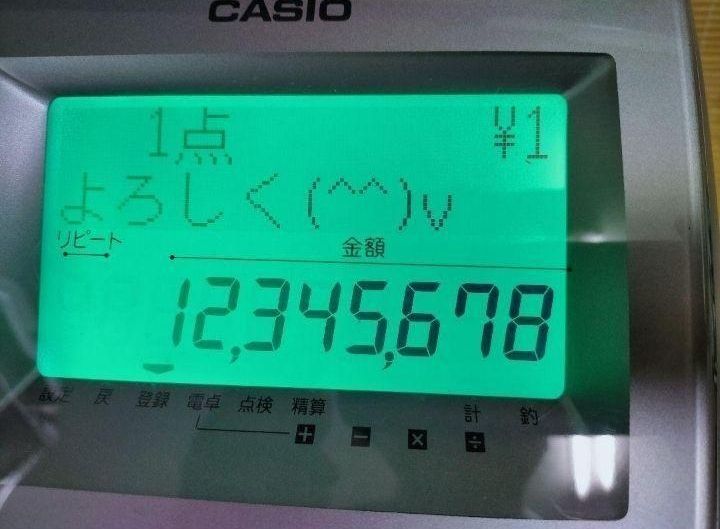 CASIO
1点 ¥1
よろしく(^^)v
リピート 金額
12,345,678
設定 戻 登録 電卓 点検 精算 計 釣
+ − × ÷